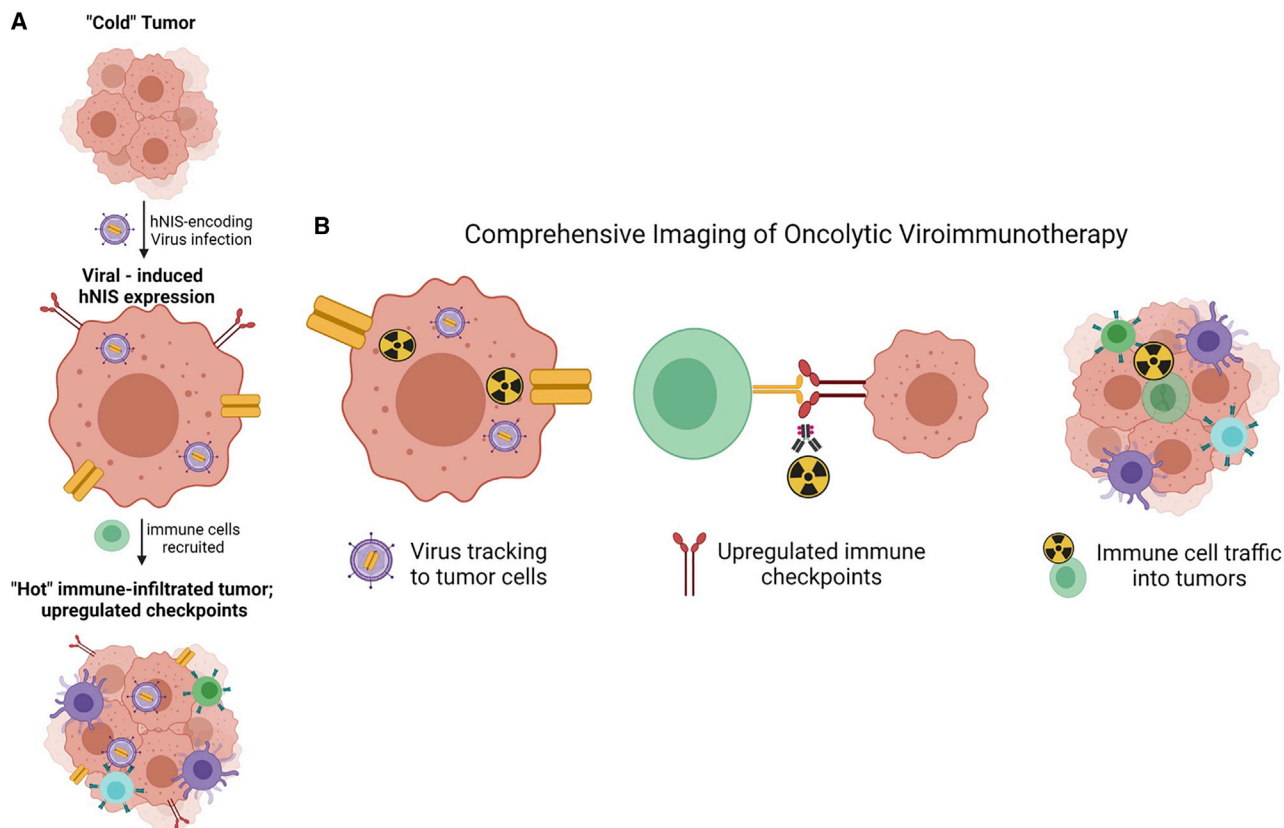 A
"Cold" Tumor
hNIS-encoding
Virus infection
Viral - induced
hNIS expression
immune cells
recruited
"Hot" immune-infiltrated tumor;
upregulated checkpoints
B
Comprehensive Imaging of Oncolytic Viroimmunotherapy
Virus tracking
to tumor cells
Upregulated immune
checkpoints
Immune cell traffic
into tumors